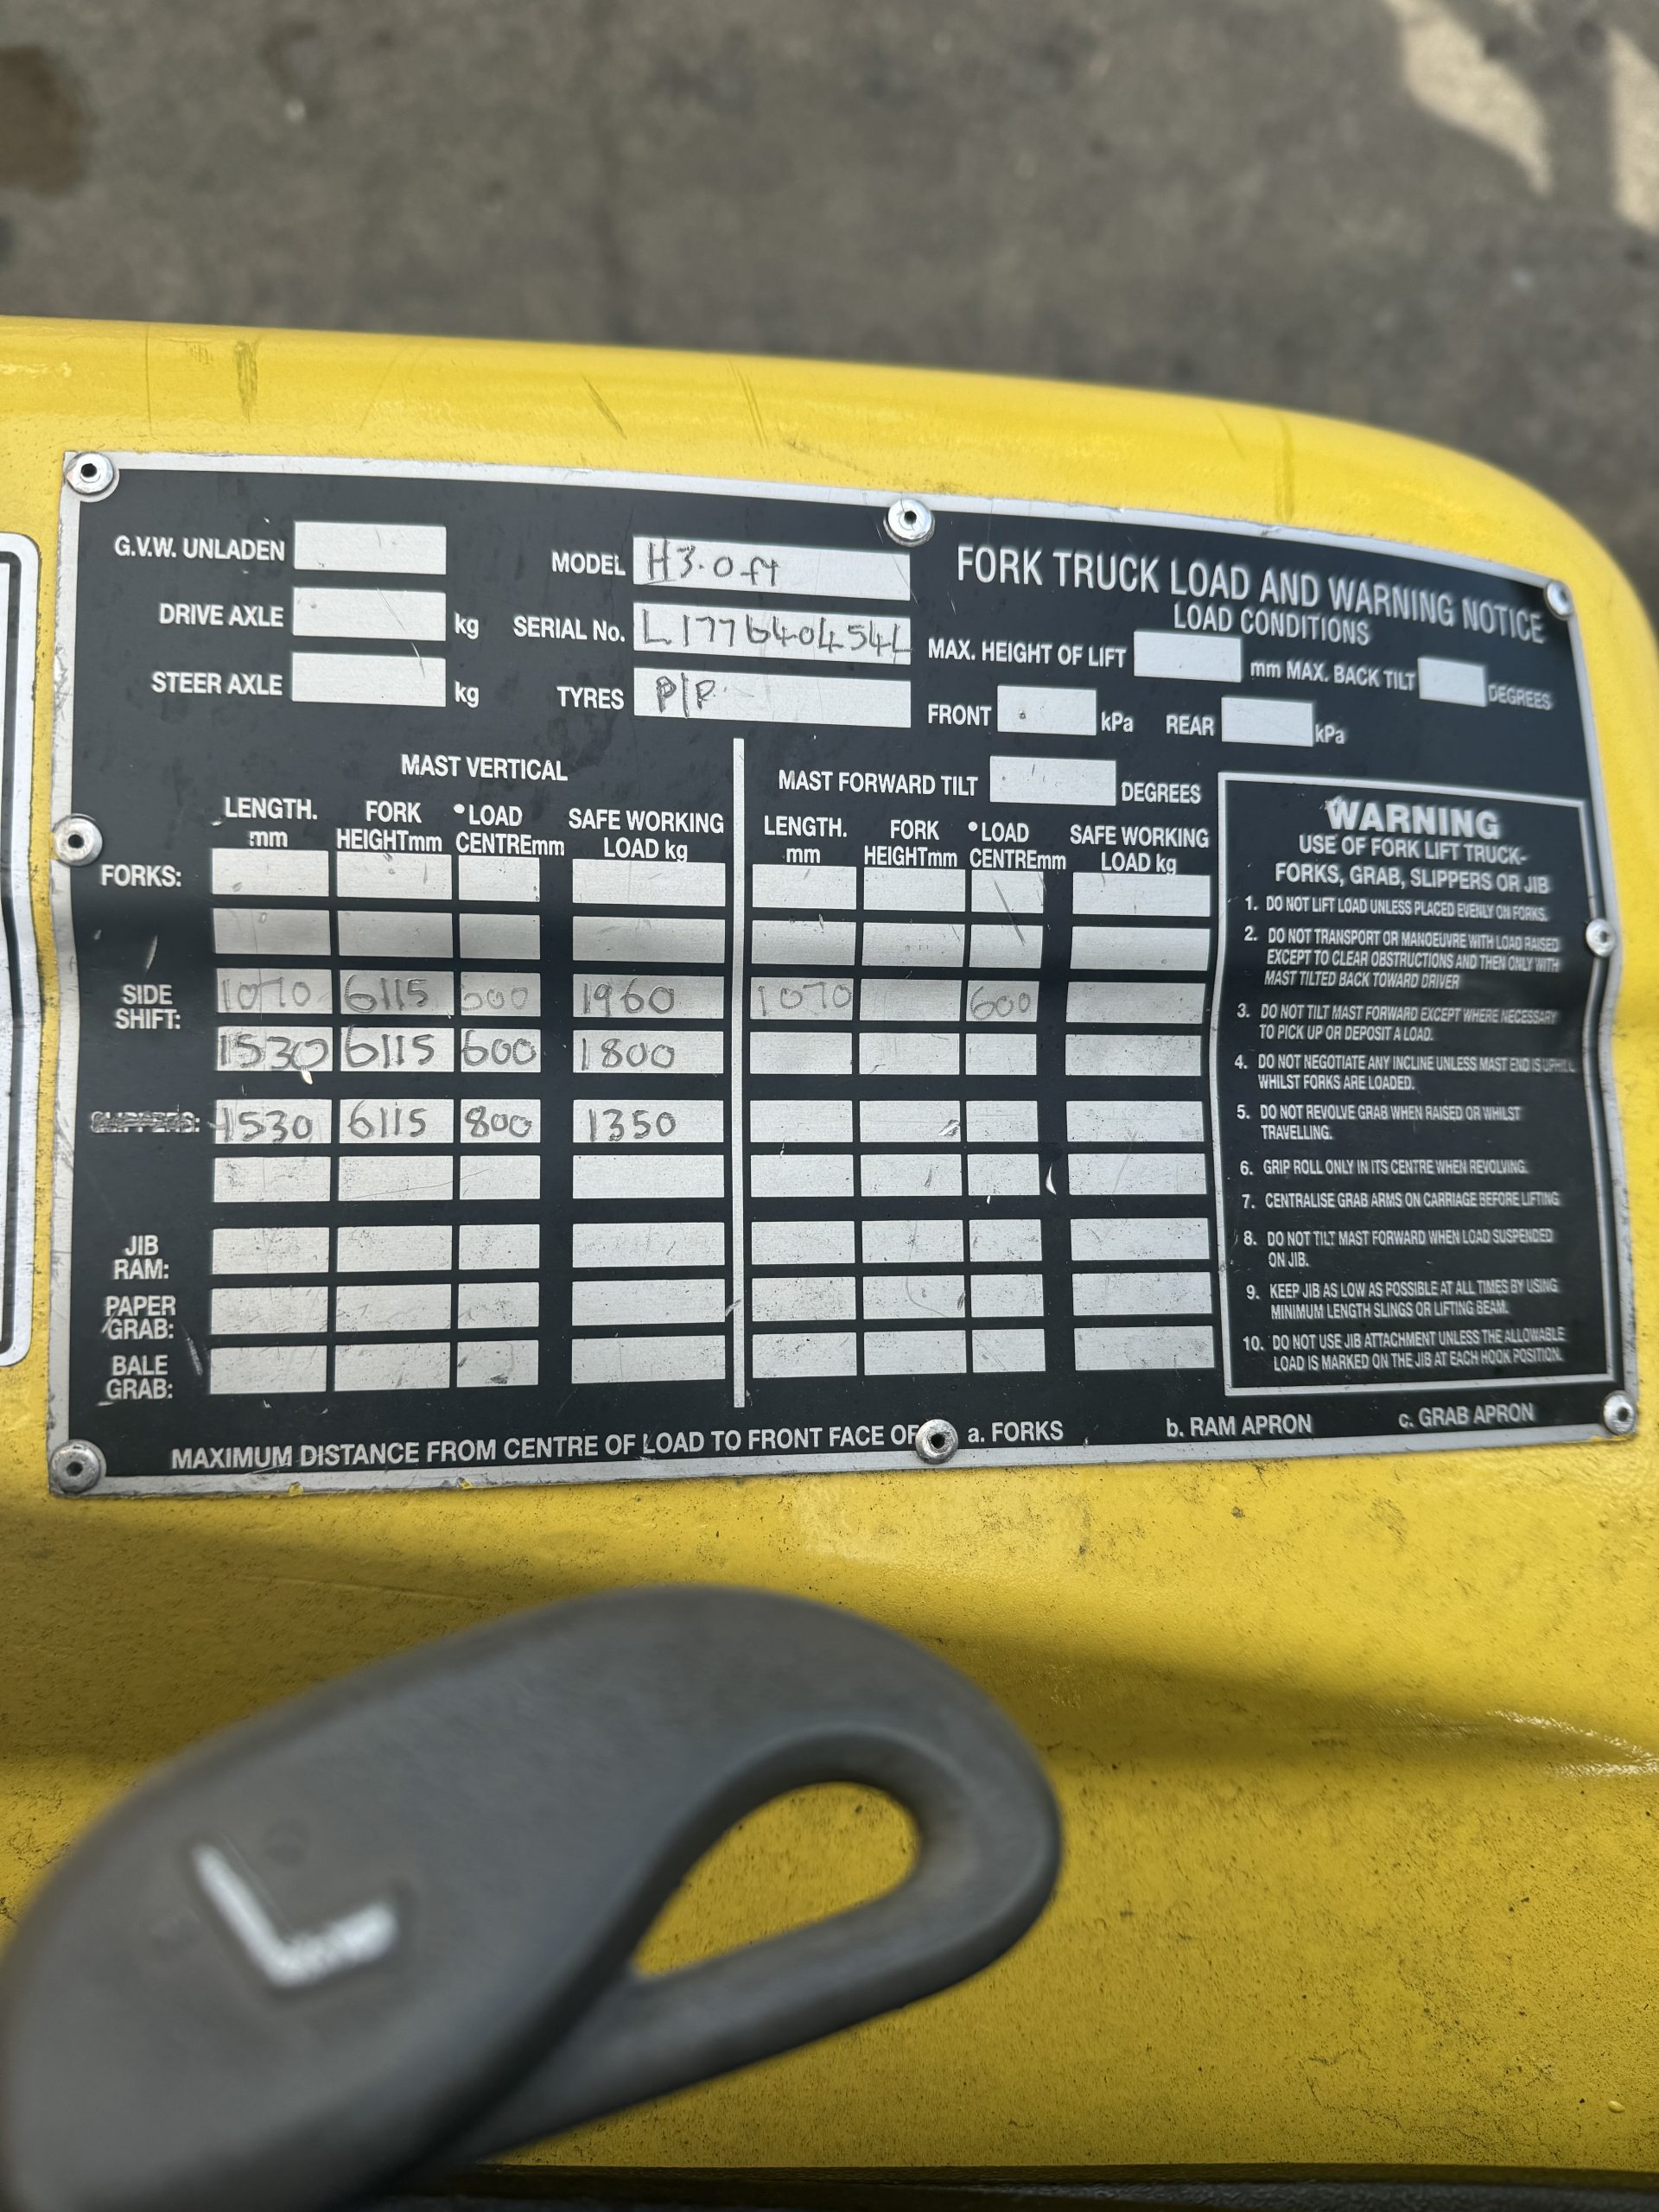 G.V.W. UNLADEN
DRIVE AXLE kg
STEER AXLE kg
MODEL H3.0ft
SERIAL No. L177B40454L
TYRES P/P
FORK TRUCK LOAD AND WARNING NOTICE
LOAD CONDITIONS
MAX. HEIGHT OF LIFT mm MAX. BACK TILT DEGREES
FRONT kPa REAR kPa
MAST VERTICAL
LENGTH. mm FORK HEIGHTmm •LOAD CENTREmm SAFE WORKING LOAD kg
MAST FORWARD TILT DEGREES
LENGTH. mm FORK HEIGHTmm •LOAD CENTREmm SAFE WORKING LOAD kg
FORKS:
SIDE SHIFT: 1070 6115 600 1960 1070 600
1530 6115 600 1800
SLIPPERS: 1530 6115 800 1350
JIB
RAM:
PAPER
GRAB:
BALE
GRAB:
MAXIMUM DISTANCE FROM CENTRE OF LOAD TO FRONT FACE OF a. FORKS b. RAM APRON c. GRAB APRON
WARNING
USE OF FORK LIFT TRUCK-
FORKS, GRAB, SLIPPERS OR JIB
1. DO NOT LIFT LOAD UNLESS PLACED EVENLY ON FORKS.
2. DO NOT TRANSPORT OR MANOEUVRE WITH LOAD RAISED
EXCEPT TO CLEAR OBSTRUCTIONS AND THEN ONLY WITH
MAST TILTED BACK TOWARD DRIVER
3. DO NOT TILT MAST FORWARD EXCEPT WHERE NECESSARY
TO PICK UP OR DEPOSIT A LOAD.
4. DO NOT NEGOTIATE ANY INCLINE UNLESS MAST END IS UPHILL
WHILST FORKS ARE LOADED.
5. DO NOT REVOLVE GRAB WHEN RAISED OR WHILST
TRAVELLING.
6. GRIP ROLL ONLY IN ITS CENTRE WHEN REVOLVING.
7. CENTRALISE GRAB ARMS ON CARRIAGE BEFORE LIFTING
8. DO NOT TILT MAST FORWARD WHEN LOAD SUSPENDED
ON JIB.
9. KEEP JIB AS LOW AS POSSIBLE AT ALL TIMES BY USING
MINIMUM LENGTH SLINGS OR LIFTING BEAM.
10. DO NOT USE JIB ATTACHMENT UNLESS THE ALLOWABLE
LOAD IS MARKED ON THE JIB AT EACH HOOK POSITION.